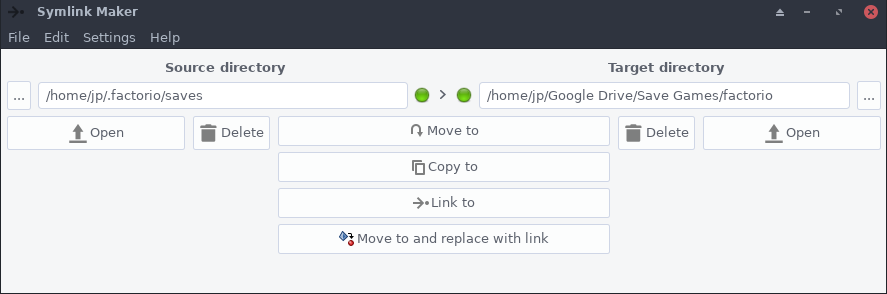 Symlink Maker
File Edit Settings Help
Source directory Target directory
... /home/jp/.factorio/saves > /home/jp/Google Drive/Save Games/factorio ...
Open Delete Move to Delete Open
Copy to
Link to
Move to and replace with link